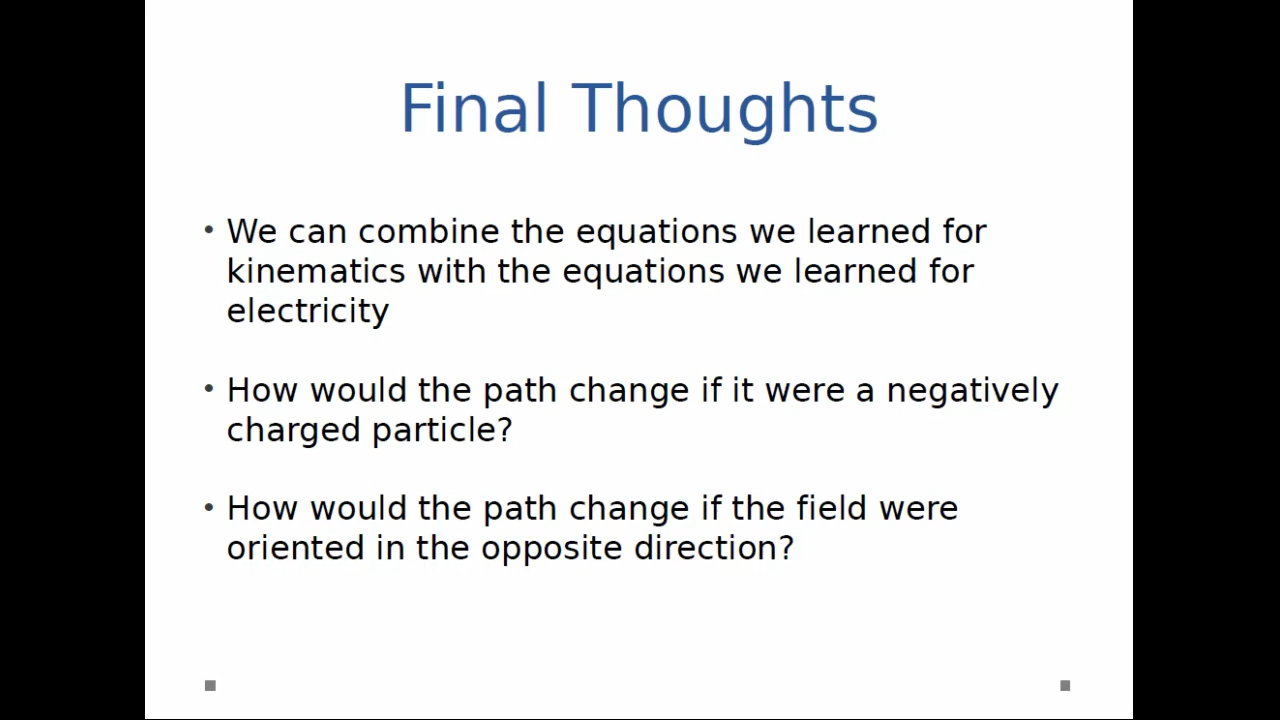 Final Thoughts
• We can combine the equations we learned for
kinematics with the equations we learned for
electricity
• How would the path change if it were a negatively
charged particle?
• How would the path change if the field were
oriented in the opposite direction?